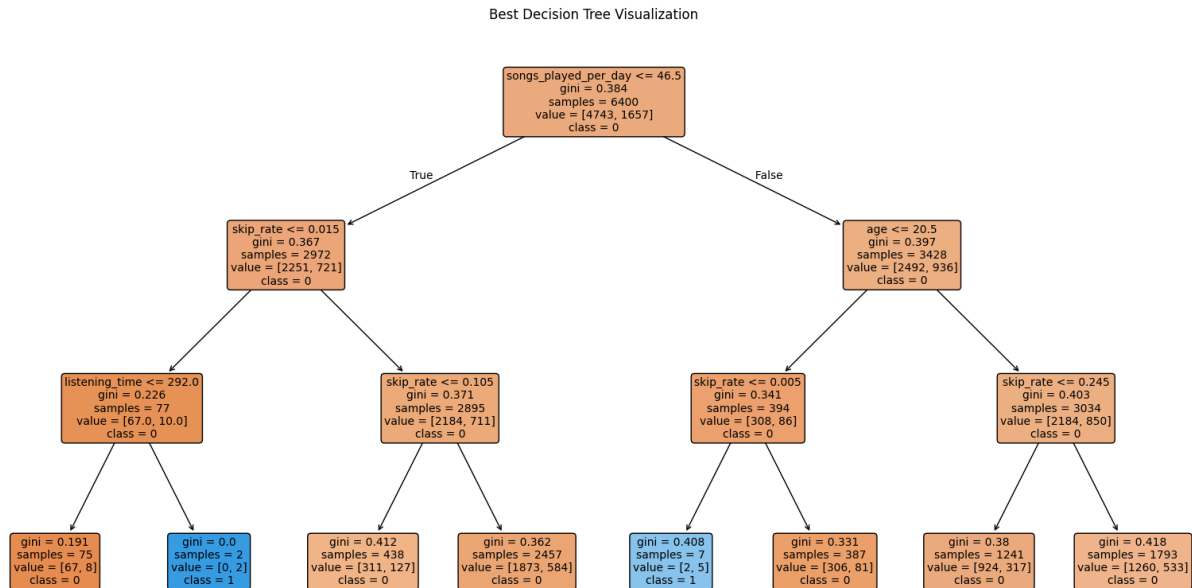 Best Decision Tree Visualization
songs_played_per_day <= 46.5
gini = 0.384
samples = 6400
value = [4743, 1657]
class = 0
True
False
skip_rate <= 0.015
gini = 0.367
samples = 2972
value = [2251, 721]
class = 0
age <= 20.5
gini = 0.397
samples = 3428
value = [2492, 936]
class = 0
listening_time <= 292.0
gini = 0.226
samples = 77
value = [67.0, 10.0]
class = 0
skip_rate <= 0.105
gini = 0.371
samples = 2895
value = [2184, 711]
class = 0
skip_rate <= 0.005
gini = 0.341
samples = 394
value = [308, 86]
class = 0
skip_rate <= 0.245
gini = 0.403
samples = 3034
value = [2184, 850]
class = 0
gini = 0.191
samples = 75
value = [67, 8]
class = 0
gini = 0.0
samples = 2
value = [0, 2]
class = 1
gini = 0.412
samples = 438
value = [311, 127]
class = 0
gini = 0.362
samples = 2457
value = [1873, 584]
class = 0
gini = 0.408
samples = 7
value = [2, 5]
class = 1
gini = 0.331
samples = 387
value = [306, 81]
class = 0
gini = 0.38
samples = 1241
value = [924, 317]
class = 0
gini = 0.418
samples = 1793
value = [1260, 533]
class = 0